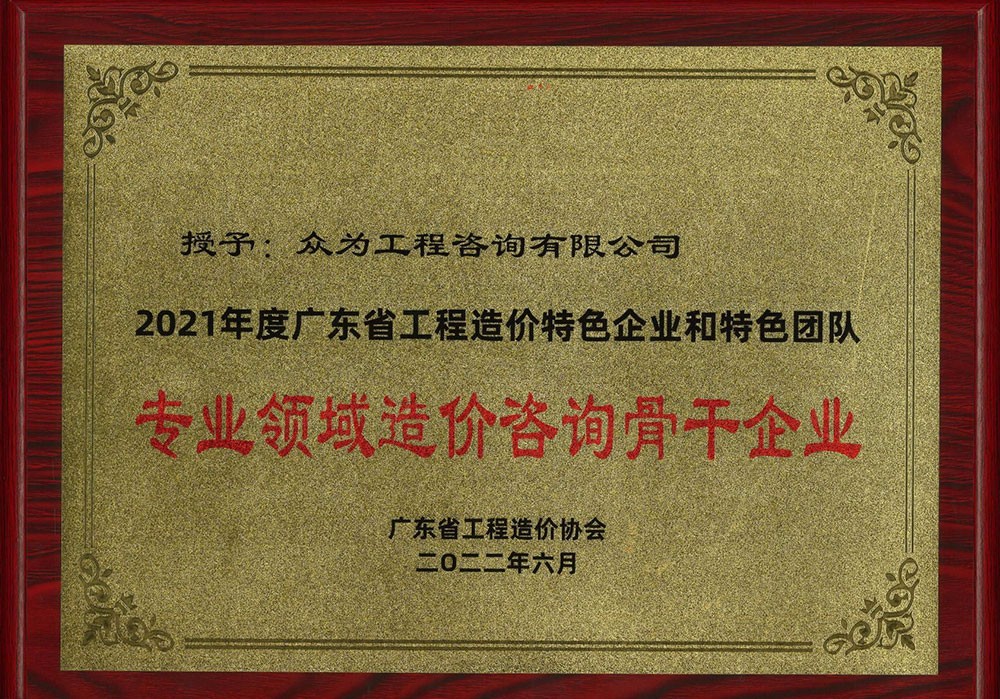 授予：众为工程咨询有限公司
2021年度广东省工程造价特色企业和特色团队
专业领域造价咨询骨干企业
广东省工程造价协会
二〇二二年六月